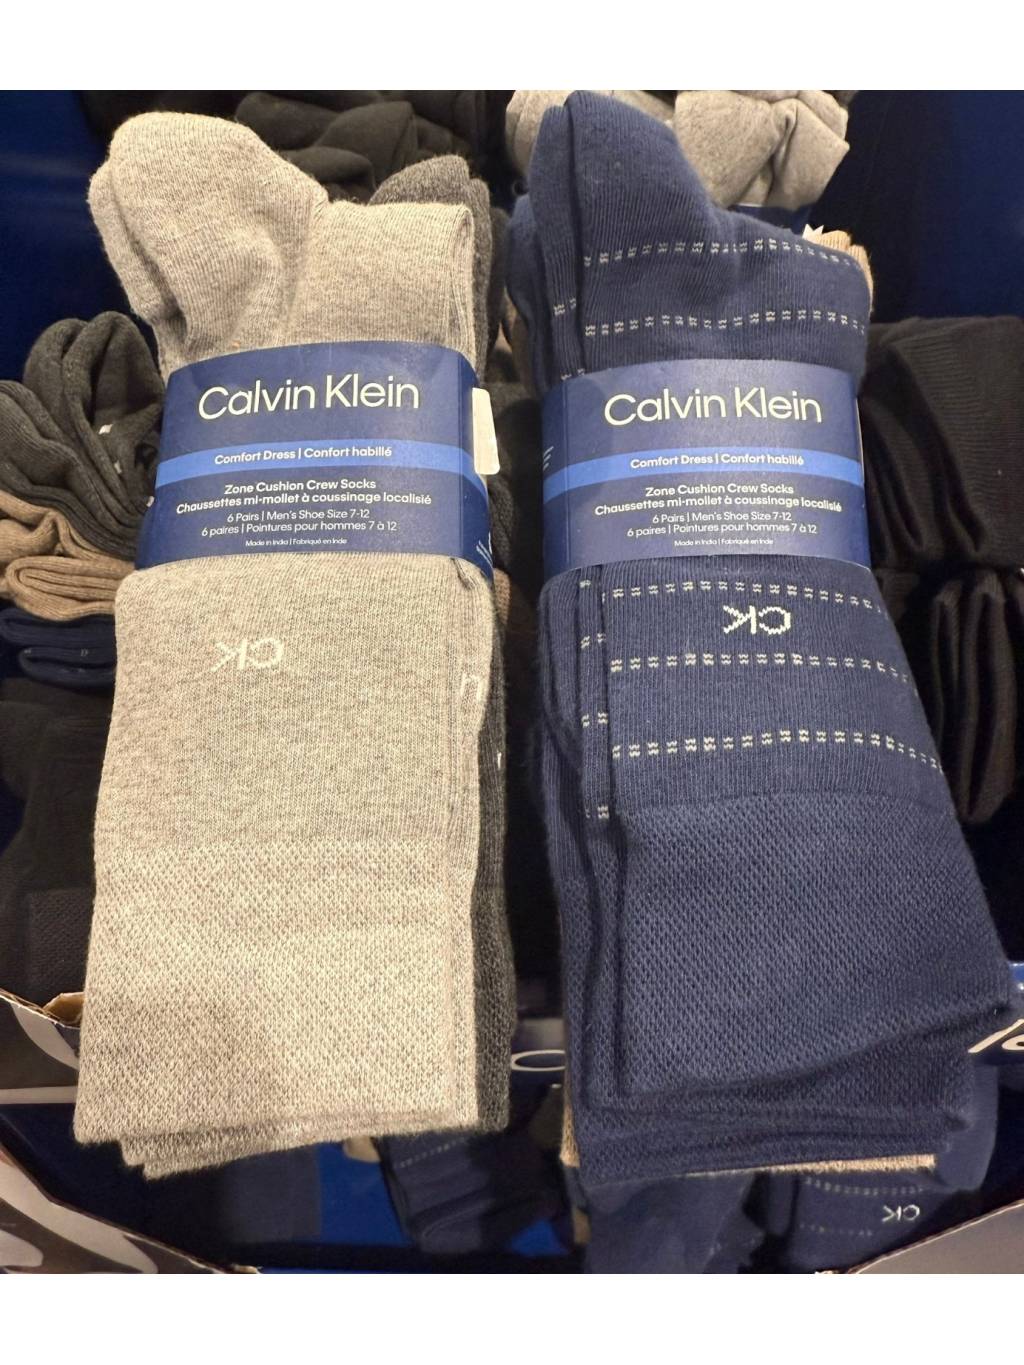 Calvin Klein
Comfort Dress | Confort habillé
Zone Cushion Crew Socks
Chaussettes mi-mollet à coussinage localisié
6 Pairs | Men's Shoe Size 7-12
6 paires | Pointures pour hommes 7 à 12
Made in India | Fabriqué en Inde
CK
Calvin Klein
Comfort Dress | Confort habillé
Zone Cushion Crew Socks
Chaussettes mi-mollet à coussinage localisié
6 Pairs | Men's Shoe Size 7-12
6 paires | Pointures pour hommes 7 à 12
Made in India | Fabriqué en Inde
CK
CK